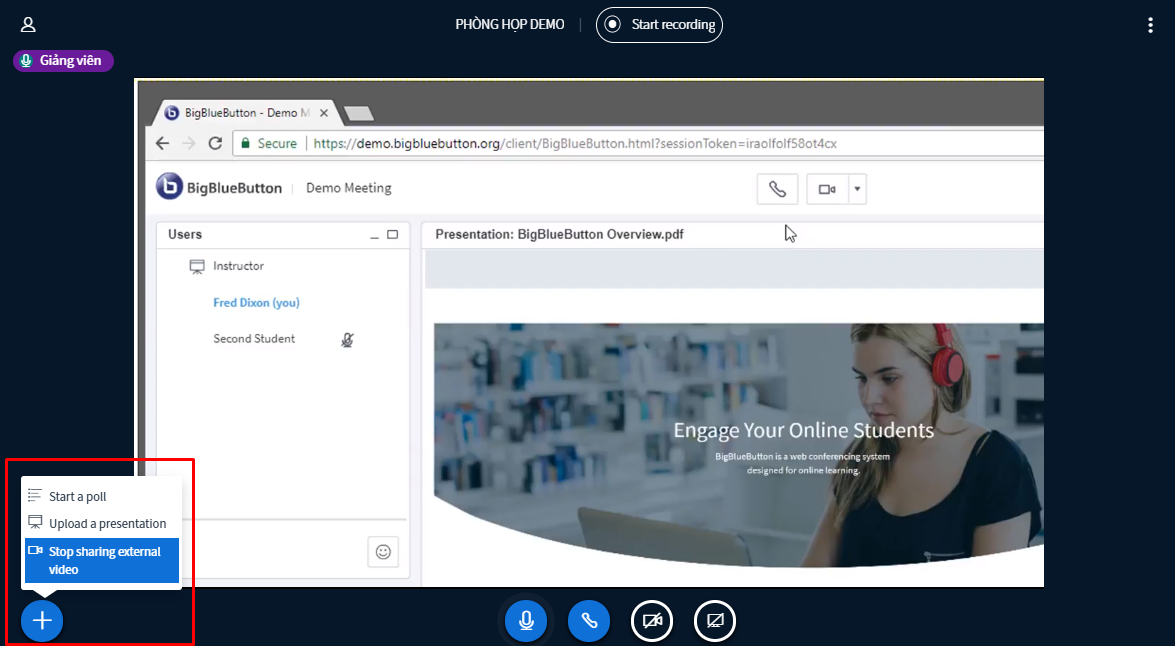 PHÒNG HỌP DEMO
Start recording
Giảng viên
BigBlueButton - Demo M
Secure
https://demo.bigbluebutton.org/client/BigBlueButton.html?sessionToken=iraolfolf58ot4cx
BigBlueButton
Demo Meeting
Users
Presentation: BigBlueButton Overview.pdf
Instructor
Fred Dixon (you)
Second Student
Engage Your Online Students
BigBlueButton is a web conferencing system
designed for online learning.
Start a poll
Upload a presentation
Stop sharing external
video